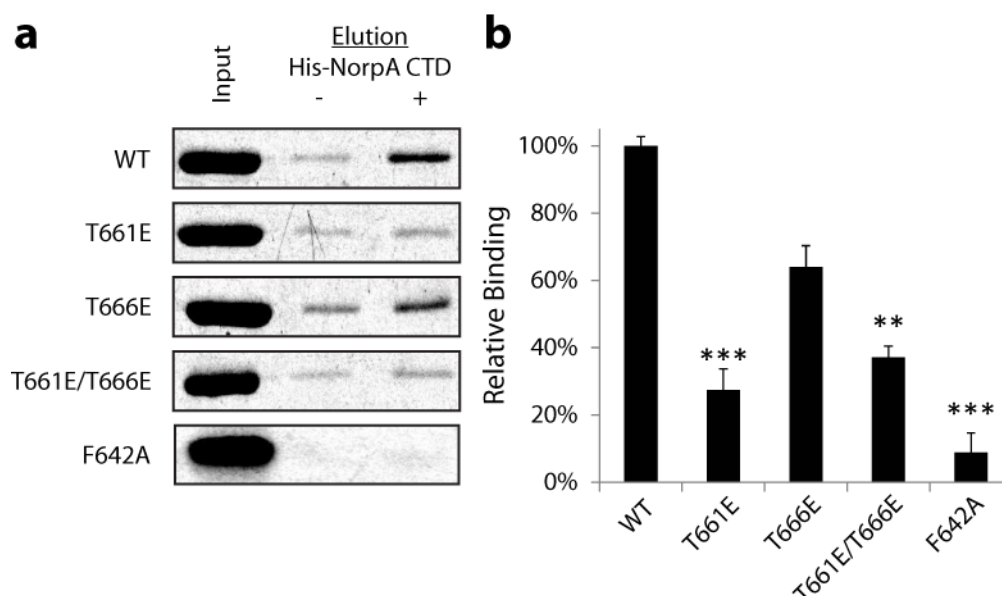 a
Input
Elution
His-NorpA CTD
- +
WT
T661E
T666E
T661E/T666E
F642A
b
Relative Binding
100%
80%
60%
40%
20%
0%
***
**
***
WT
T661E
T666E
T661E/T666E
F642A